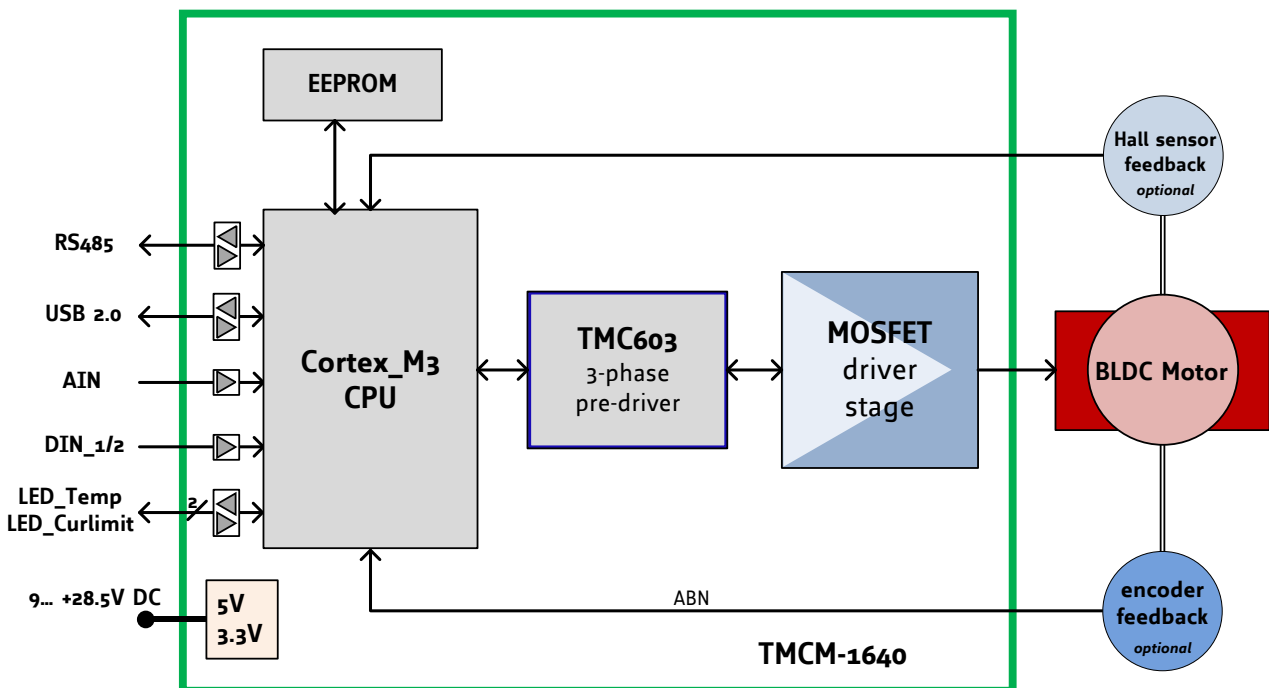 EEPROM
Hall sensor
feedback
optional
RS485
USB 2.0
AIN
DIN_1/2
LED_Temp
LED_Curlimit
2
Cortex_M3
CPU
TMC603
3-phase
pre-driver
MOSFET
driver
stage
BLDC Motor
9... +28.5V DC
5V
3.3V
ABN
encoder
feedback
optional
TMCM-1640